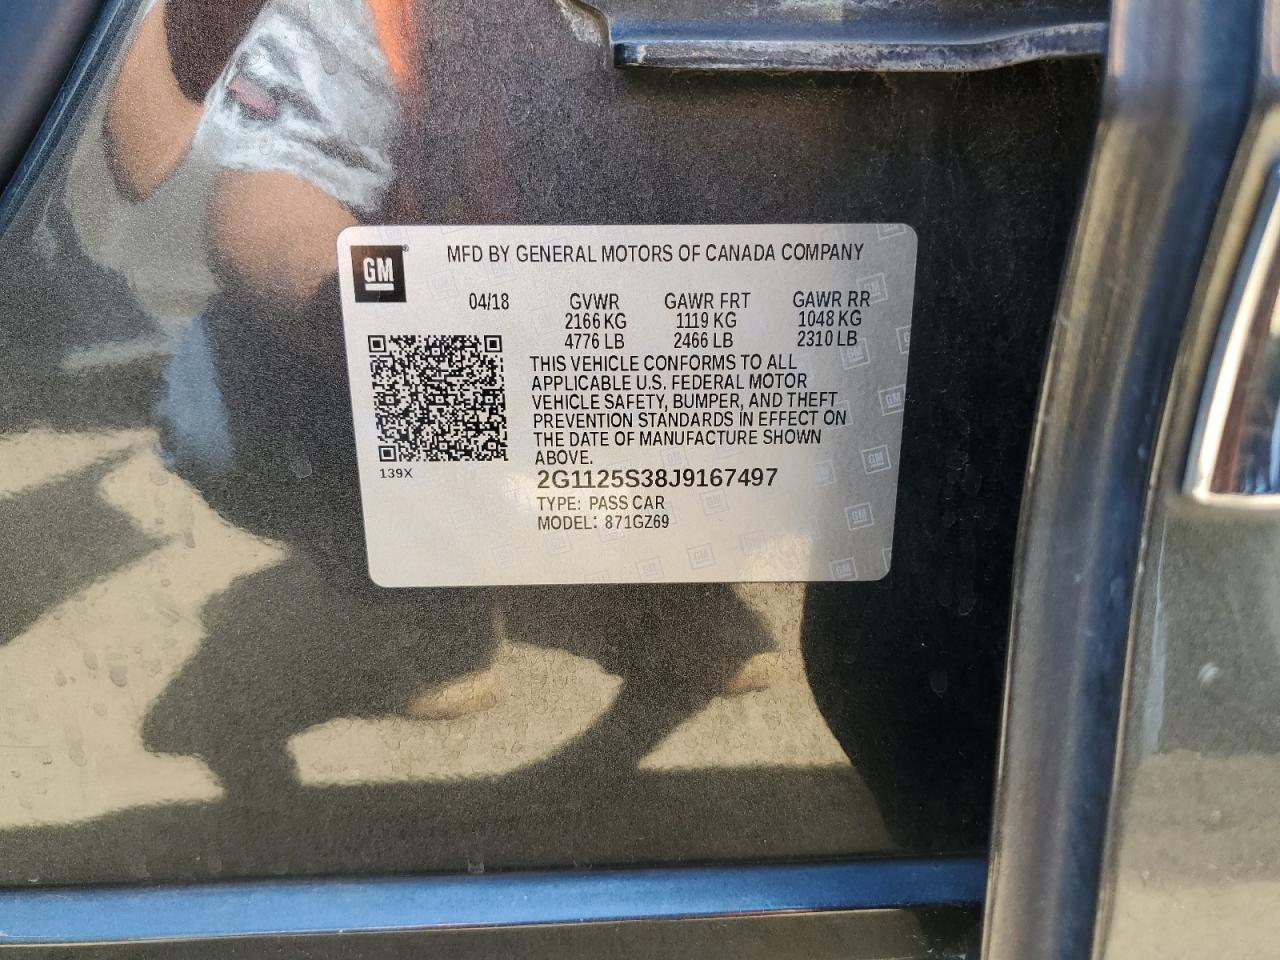 GM
MFD BY GENERAL MOTORS OF CANADA COMPANY
04/18 GVWR GAWR FRT GAWR RR
2166 KG 1119 KG 1048 KG
4776 LB 2466 LB 2310 LB
THIS VEHICLE CONFORMS TO ALL
APPLICABLE U.S. FEDERAL MOTOR
VEHICLE SAFETY, BUMPER, AND THEFT
PREVENTION STANDARDS IN EFFECT ON
THE DATE OF MANUFACTURE SHOWN
ABOVE.
139X
2G1125S38J9167497
TYPE: PASS CAR
MODEL: 871GZ69